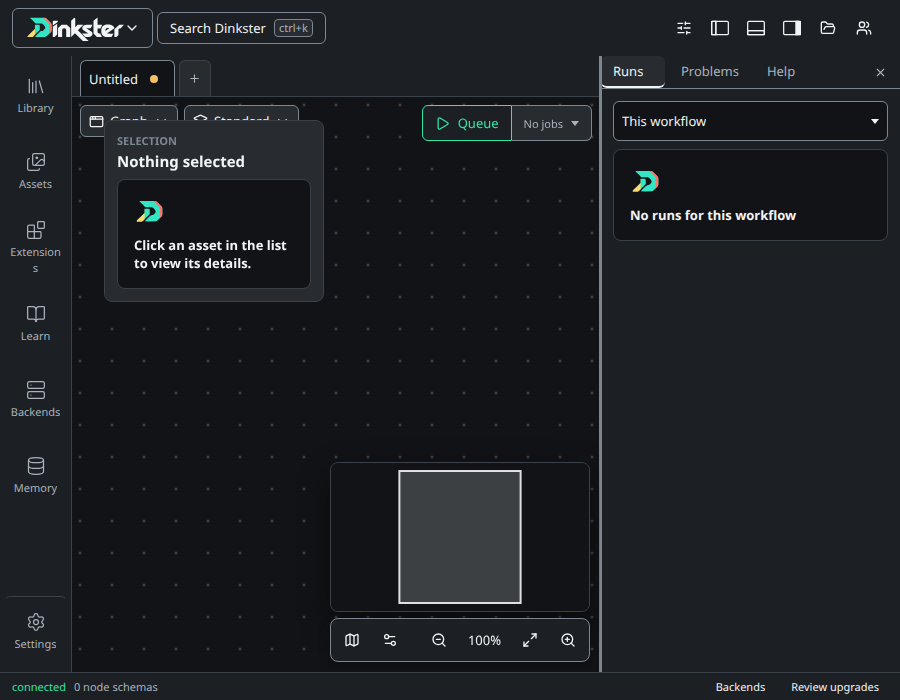 Dinkster
Search Dinkster ctrl+k
Library
Assets
Extension
s
Learn
Backends
Memory
Settings
Untitled
+
Graph
Standard
Queue
No jobs
SELECTION
Nothing selected
Click an asset in the list
to view its details.
100%
Runs Problems Help
This workflow
No runs for this workflow
connected 0 node schemas
Backends Review upgrades